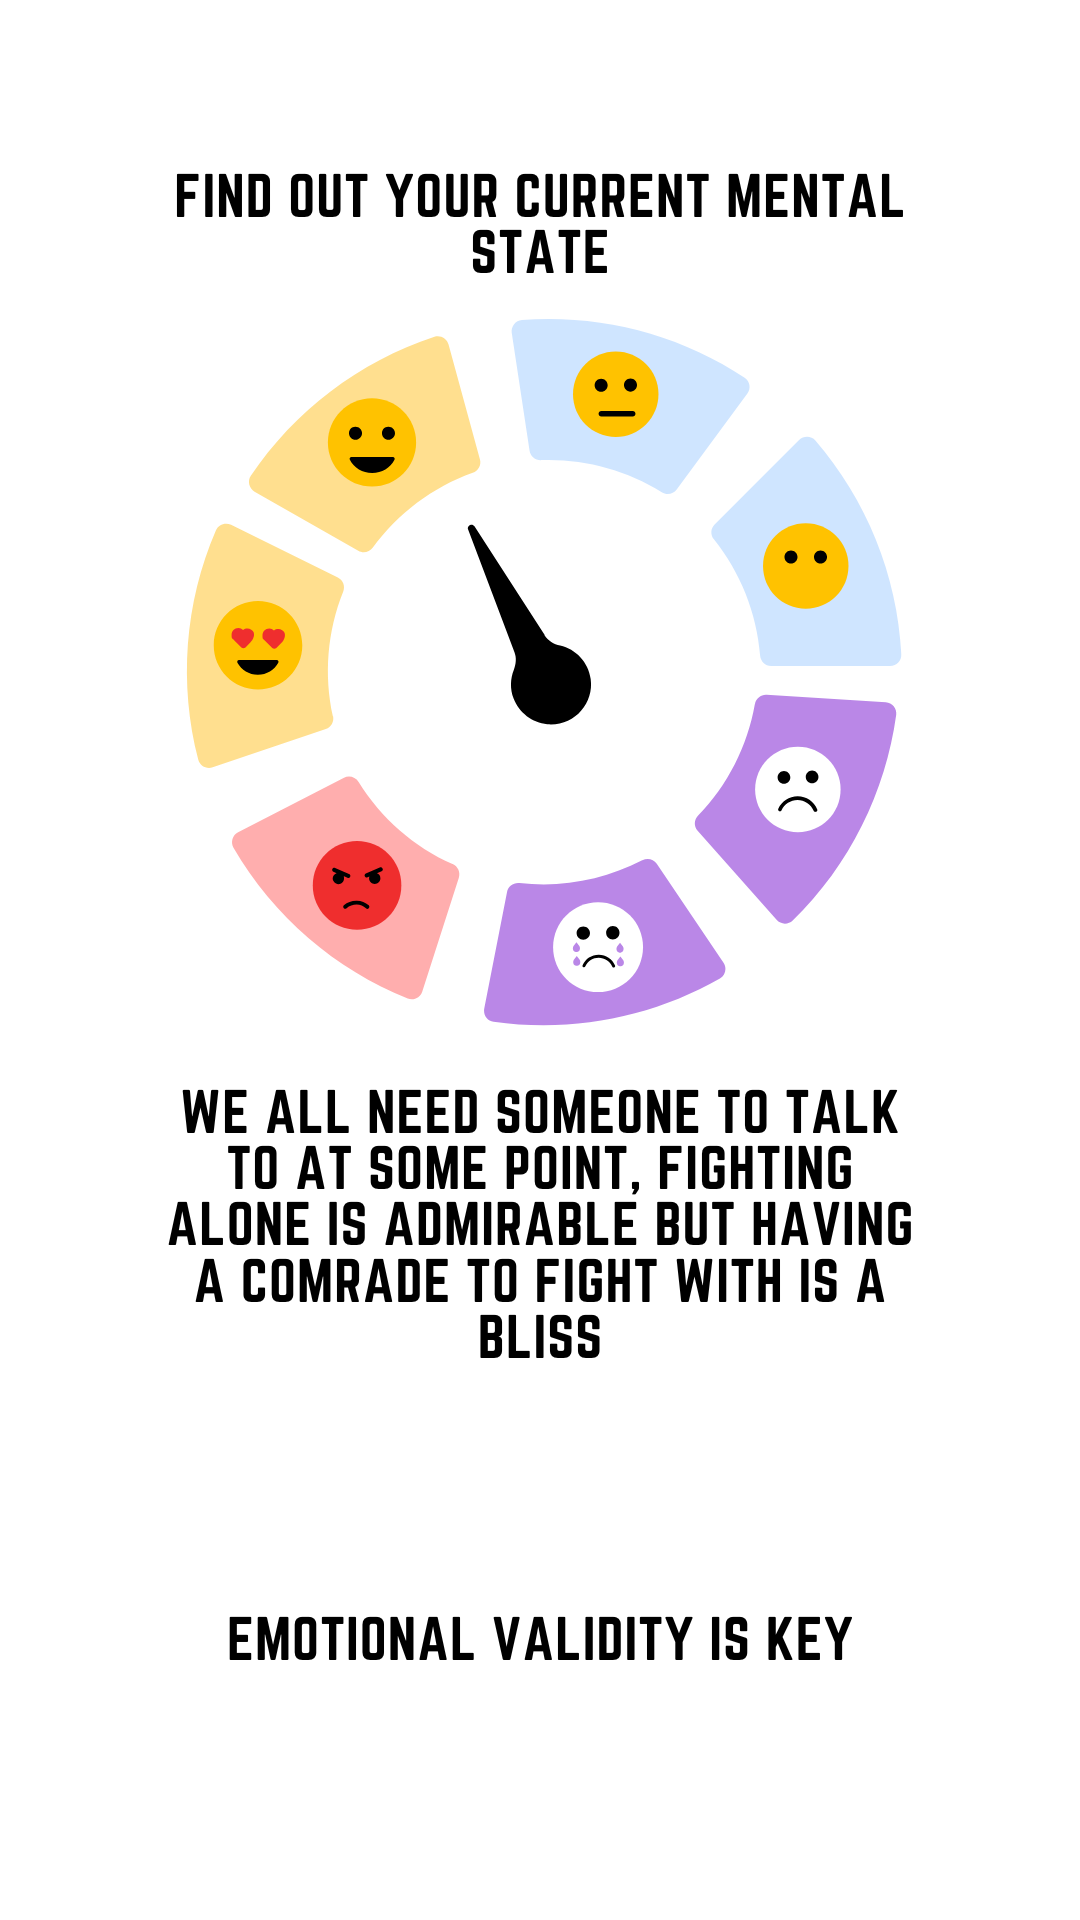 FIND OUT YOUR CURRENT MENTAL
STATE
WE ALL NEED SOMEONE TO TALK
TO AT SOME POINT, FIGHTING
ALONE IS ADMIRABLE BUT HAVING
A COMRADE TO FIGHT WITH IS A
BLISS
EMOTIONAL VALIDITY IS KEY